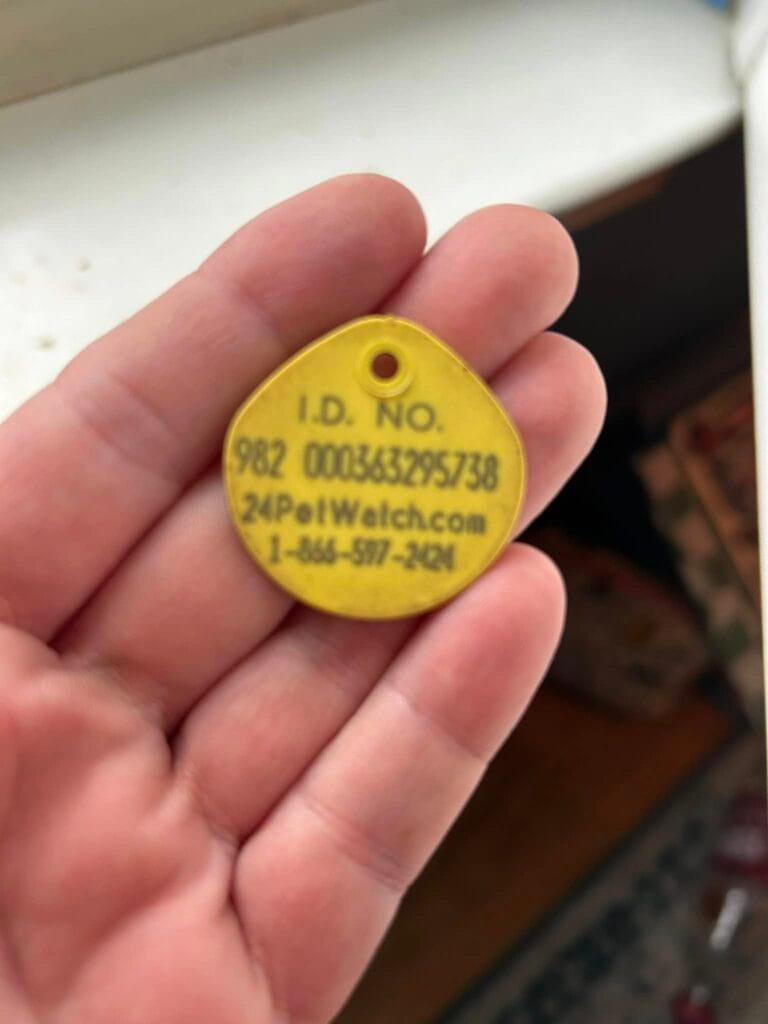 I.D. NO.
982 000363295738
24PetWatch.com
1-866-597-2424